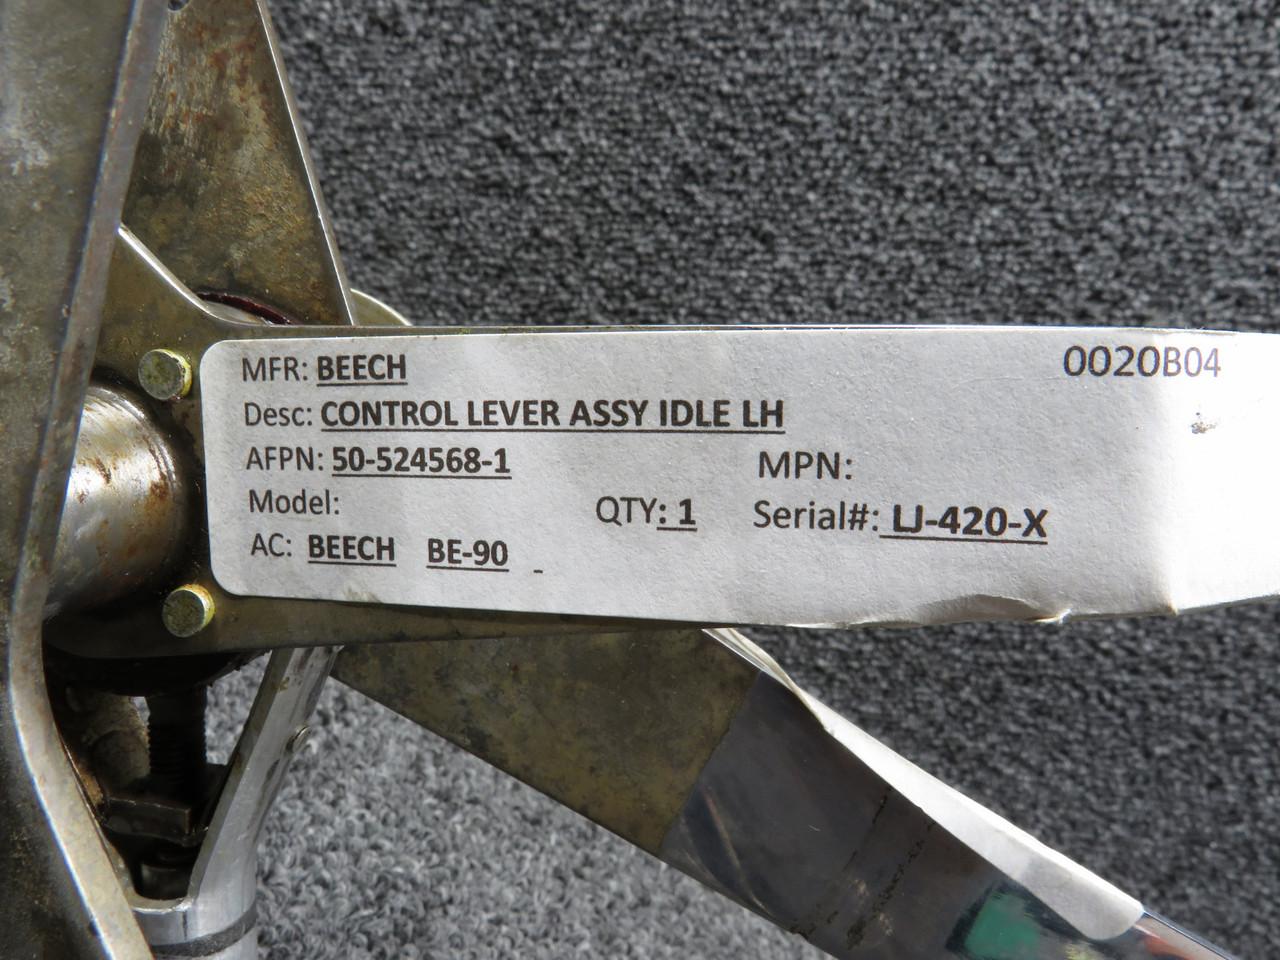 MFR: BEECH 0020B04
Desc: CONTROL LEVER ASSY IDLE LH
AFPN: 50-524568-1 MPN:
Model: QTY: 1 Serial#: LJ-420-X
AC: BEECH BE-90 -